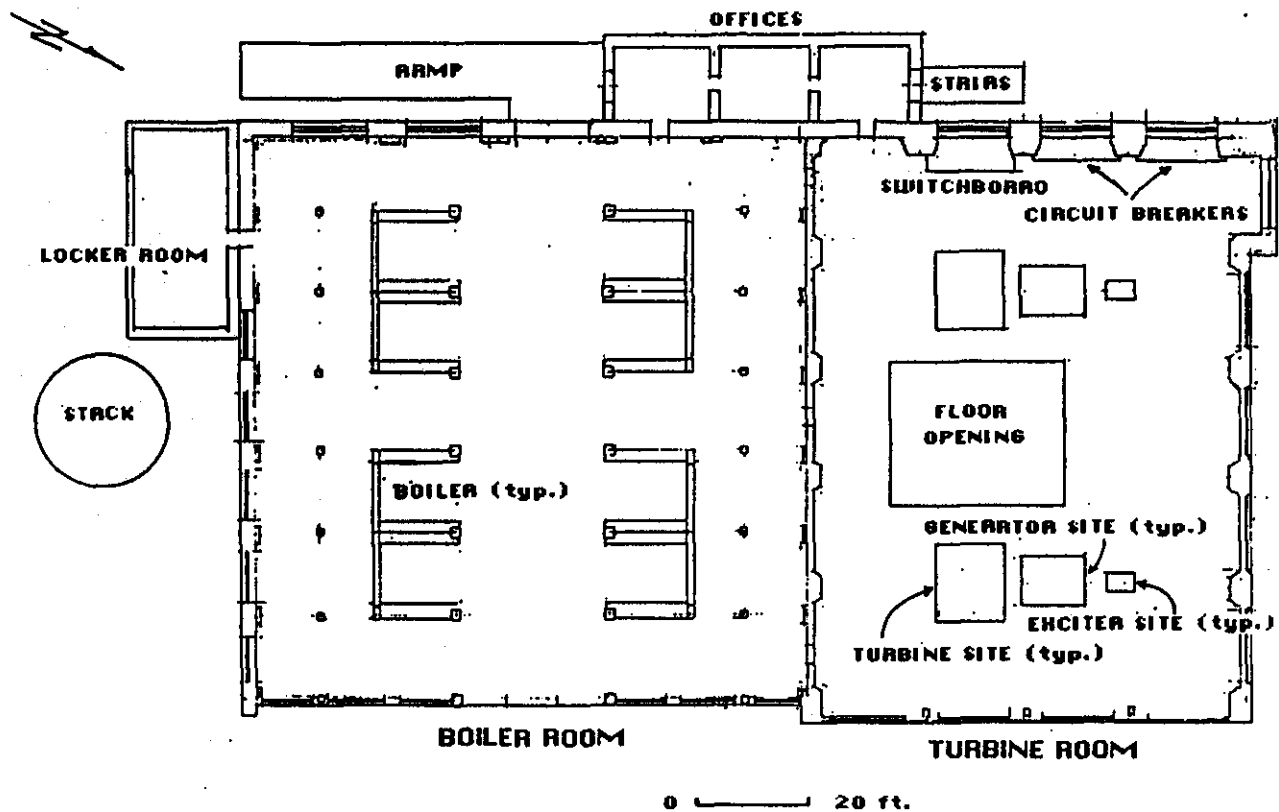 N
OFFICES
RAMP
STAIRS
SWITCHBOARD
CIRCUIT BREAKERS
LOCKER ROOM
STACK
FLOOR
OPENING
BOILER (typ.)
GENERATOR SITE (typ.)
EXCITER SITE (typ.)
TURBINE SITE (typ.)
BOILER ROOM
TURBINE ROOM
0 20 ft.